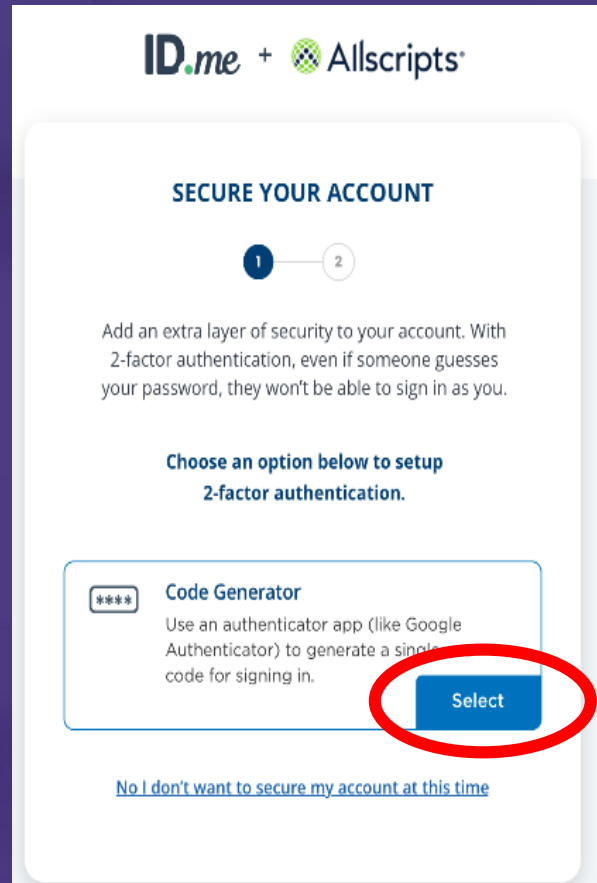 ID.me + Allscripts
SECURE YOUR ACCOUNT
1 2
Add an extra layer of security to your account. With
2-factor authentication, even if someone guesses
your password, they won't be able to sign in as you.
Choose an option below to setup
2-factor authentication.
****
Code Generator
Use an authenticator app (like Google
Authenticator) to generate a single
code for signing in.
Select
No I don't want to secure my account at this time